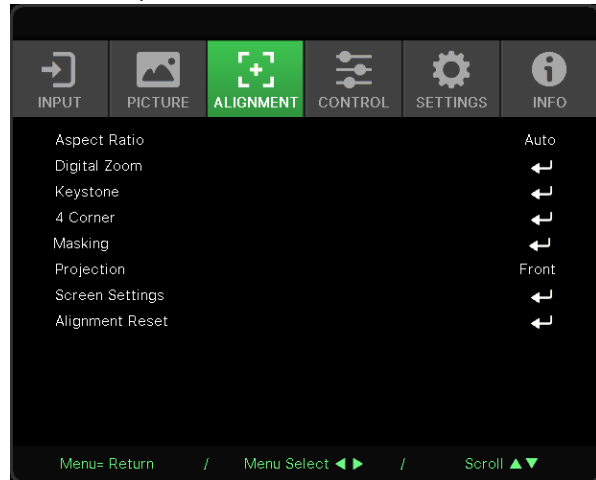 INPUT PICTURE ALIGNMENT CONTROL SETTINGS INFO
Aspect Ratio Auto
Digital Zoom
Keystone
4 Corner
Masking
Projection Front
Screen Settings
Alignment Reset
Menu= Return / Menu Select ◀ ▶ / Scroll ▲▼